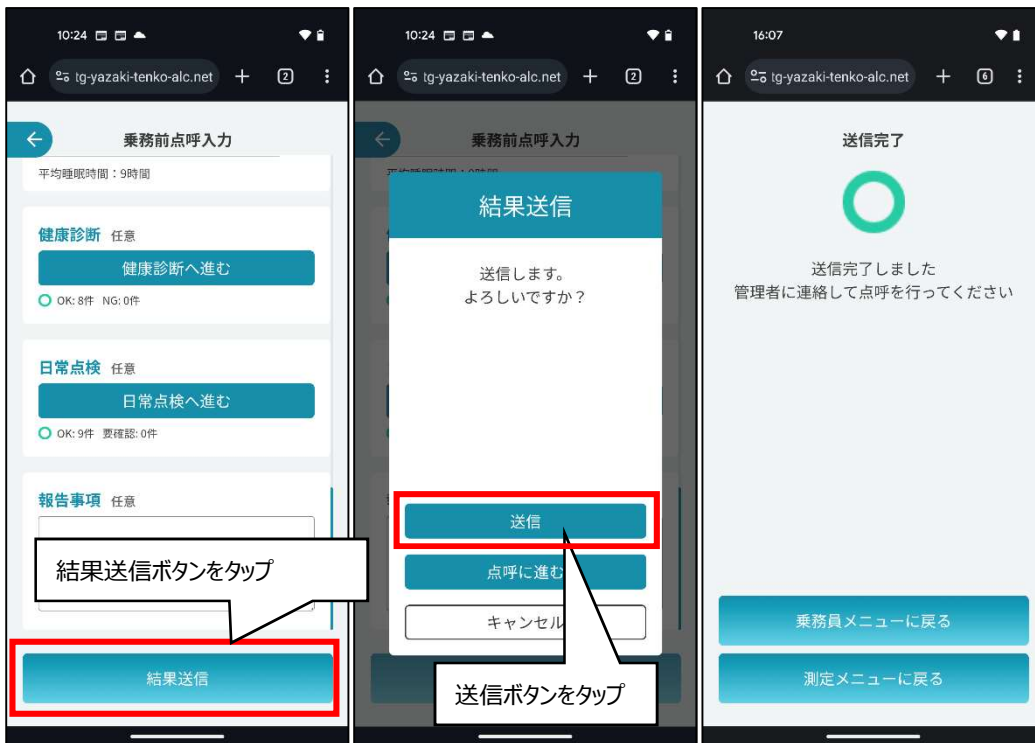 10:24
tg-yazaki-tenko-alc.net
2
乗務前点呼入力
平均睡眠時間：9時間
健康診断 任意
健康診断へ進む
OK: 8件 NG: 0件
日常点検 任意
日常点検へ進む
OK: 9件 要確認: 0件
報告事項 任意
結果送信ボタンをタップ
結果送信
10:24
tg-yazaki-tenko-alc.net
2
乗務前点呼入力
結果送信
送信します。
よろしいですか？
送信
点呼に進む
キャンセル
送信ボタンをタップ
16:07
tg-yazaki-tenko-alc.net
6
送信完了
送信完了しました
管理者に連絡して点呼を行ってください
乗務員メニューに戻る
測定メニューに戻る